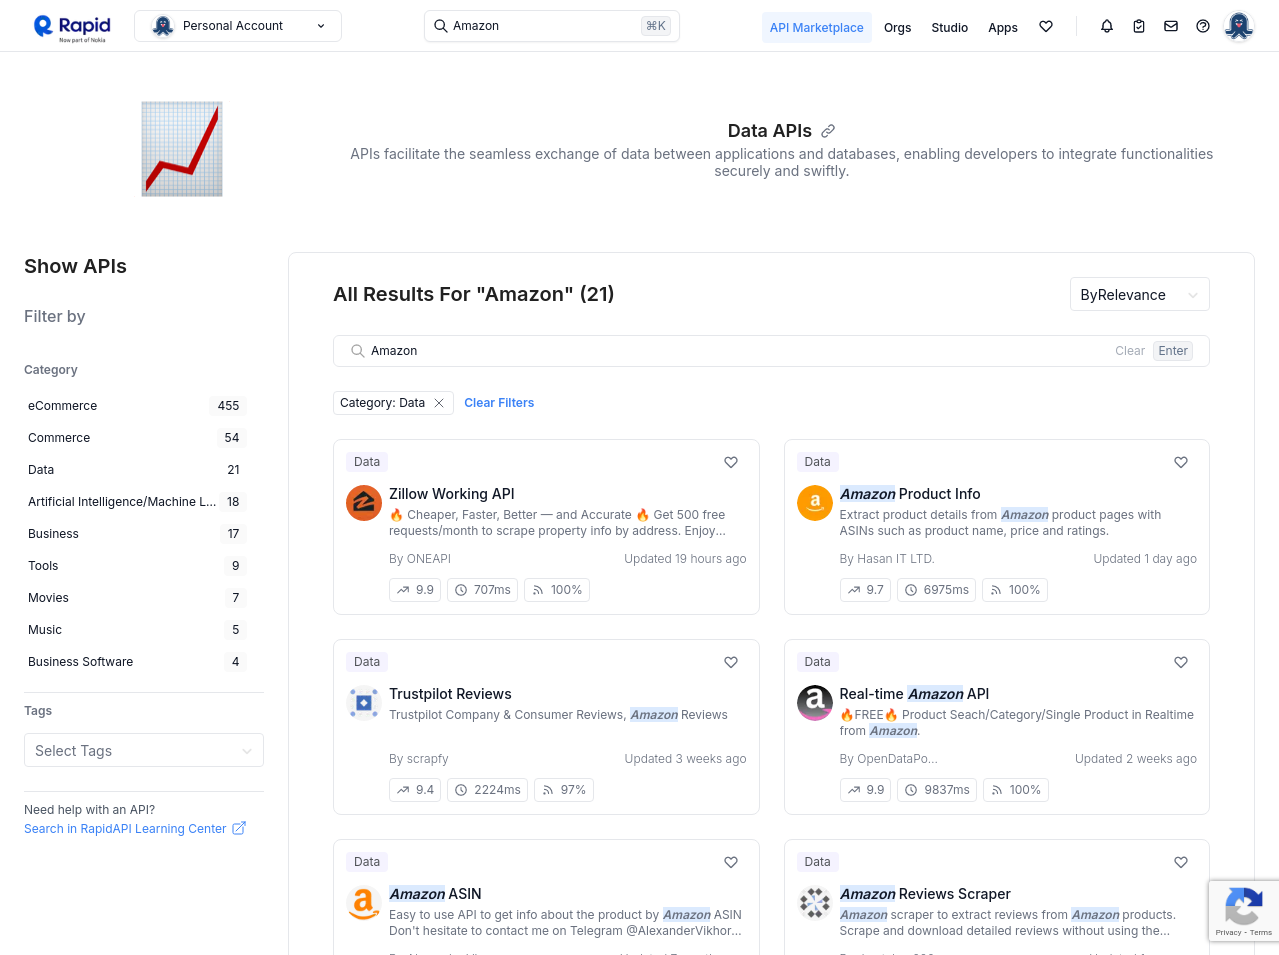 Rapid
Now part of Nokia
Personal Account
Amazon
⌘K
API Marketplace
Orgs
Studio
Apps
Data APIs
APIs facilitate the seamless exchange of data between applications and databases, enabling developers to integrate functionalities
securely and swiftly.
Show APIs
Filter by
Category
eCommerce 455
Commerce 54
Data 21
Artificial Intelligence/Machine L... 18
Business 17
Tools 9
Movies 7
Music 5
Business Software 4
Tags
Select Tags
Need help with an API?
Search in RapidAPI Learning Center
All Results For "Amazon" (21)
ByRelevance
Amazon
Clear Enter
Category: Data
Clear Filters
Data
Zillow Working API
🔥 Cheaper, Faster, Better — and Accurate 🔥 Get 500 free
requests/month to scrape property info by address. Enjoy...
By ONEAPI
Updated 19 hours ago
9.9 707ms 100%
Data
Amazon Product Info
Extract product details from Amazon product pages with
ASINs such as product name, price and ratings.
By Hasan IT LTD.
Updated 1 day ago
9.7 6975ms 100%
Data
Trustpilot Reviews
Trustpilot Company & Consumer Reviews, Amazon Reviews
By scrapfy
Updated 3 weeks ago
9.4 2224ms 97%
Data
Real-time Amazon API
🔥FREE🔥 Product Seach/Category/Single Product in Realtime
from Amazon.
By OpenDataPo...
Updated 2 weeks ago
9.9 9837ms 100%
Data
Amazon ASIN
Easy to use API to get info about the product by Amazon ASIN
Don't hesitate to contact me on Telegram @AlexanderVikhor...
Data
Amazon Reviews Scraper
Amazon scraper to extract reviews from Amazon products.
Scrape and download detailed reviews without using the...
Privacy - Terms